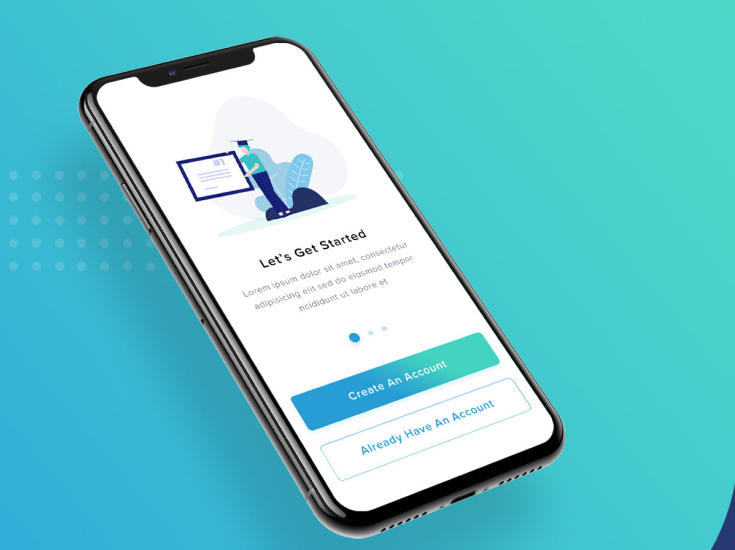 #1
Let's Get Started
Lorem ipsum dolor sit amet, consectetur
adipisicing elit sed do eiusmod tempor
ncididunt ut labore et
Create An Account
Already Have An Account